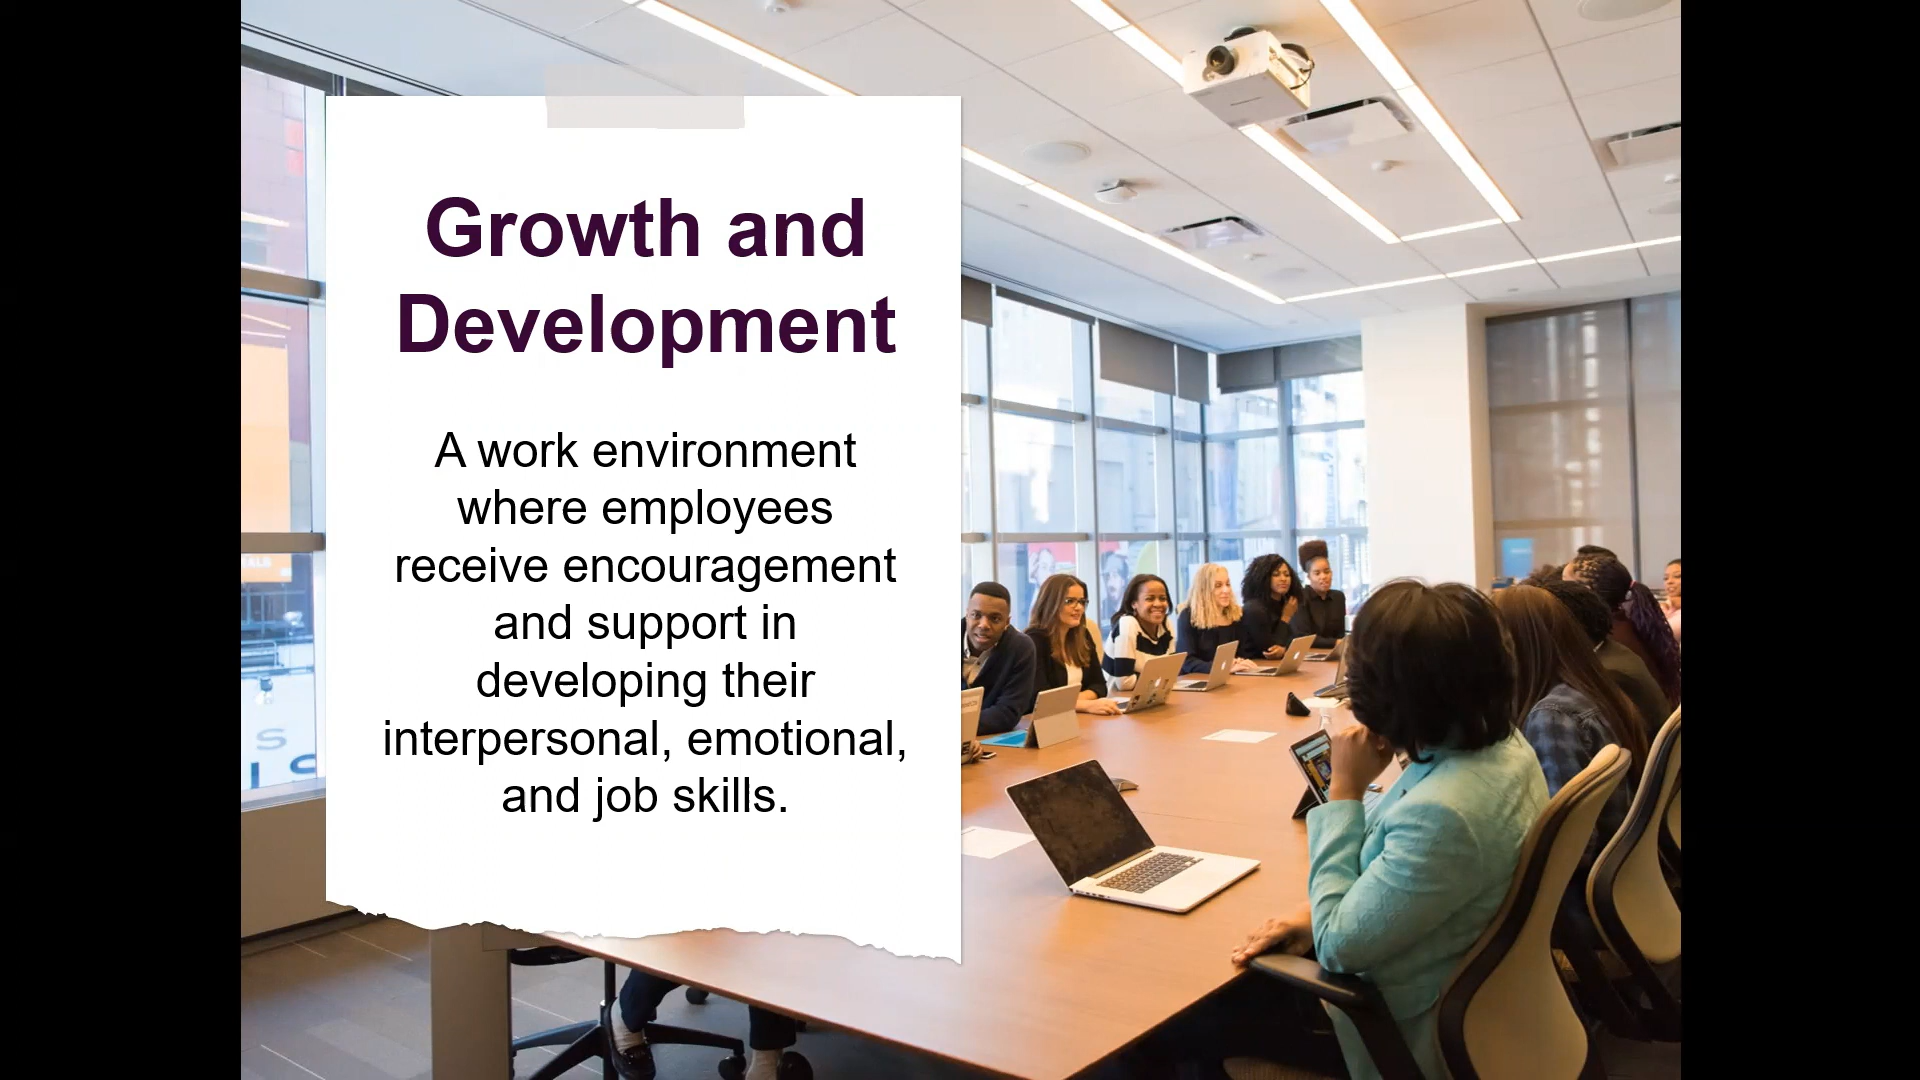 Growth and
Development
A work environment
where employees
receive encouragement
and support in
developing their
interpersonal, emotional,
and job skills.